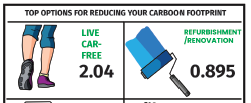 TOP OPTIONS FOR REDUCING YOUR CARBOON FOOTPRINT
LIVE
CAR-
FREE
2.04
REFURBISHMENT
/RENOVATION
0.895